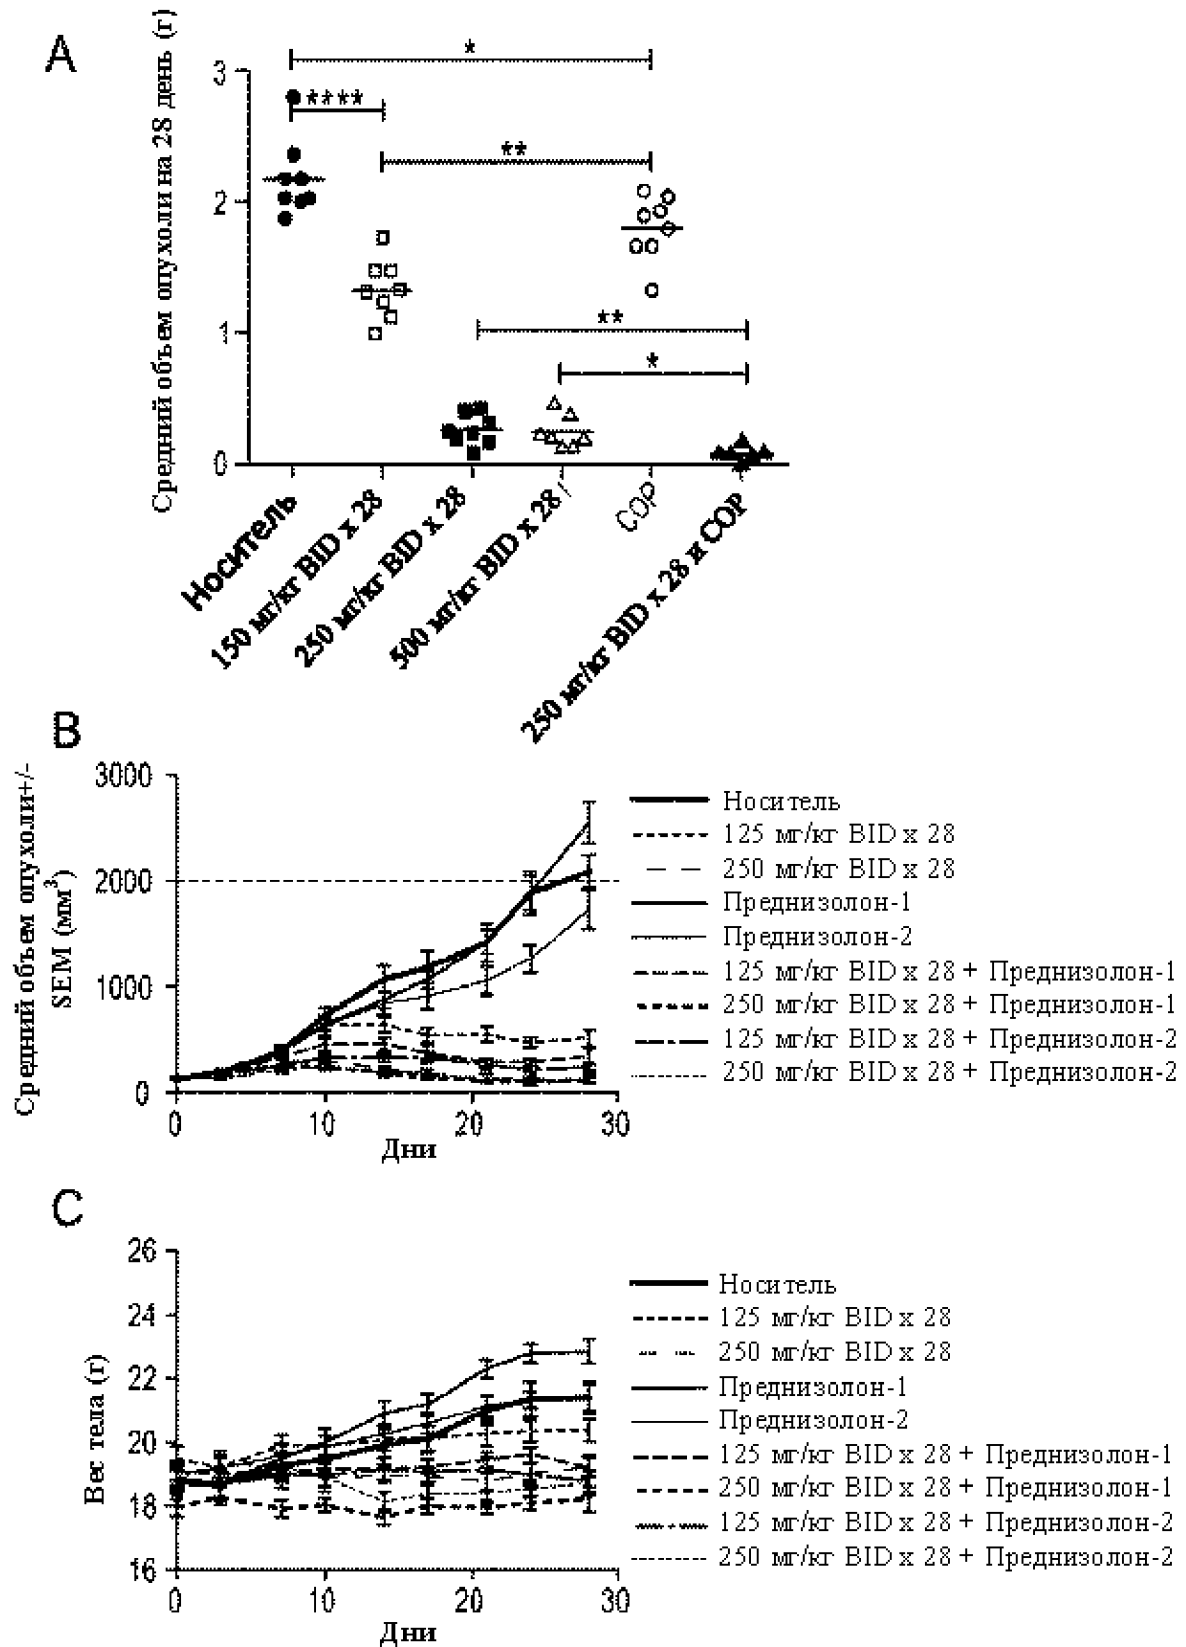 A
Средний объем опухоли на 28 день (г)
*
3
****
**
2
**
1
*
0
Носитель
150 мг/кг BID x 28
250 мг/кг BID x 28
500 мг/кг BID x 28
COP
250 мг/кг BID x 28 и COP
B
Средний объем опухоли+/-
SEM (мм³)
3000
2000
1000
0
0 10 20 30
Дни
Носитель
125 мг/кг BID x 28
250 мг/кг BID x 28
Преднизолон-1
Преднизолон-2
125 мг/кг BID x 28 + Преднизолон-1
250 мг/кг BID x 28 + Преднизолон-1
125 мг/кг BID x 28 + Преднизолон-2
250 мг/кг BID x 28 + Преднизолон-2
C
Вес тела (г)
26
24
22
20
18
16
0 10 20 30
Дни
Носитель
125 мг/кг BID x 28
250 мг/кг BID x 28
Преднизолон-1
Преднизолон-2
125 мг/кг BID x 28 + Преднизолон-1
250 мг/кг BID x 28 + Преднизолон-1
125 мг/кг BID x 28 + Преднизолон-2
250 мг/кг BID x 28 + Преднизолон-2